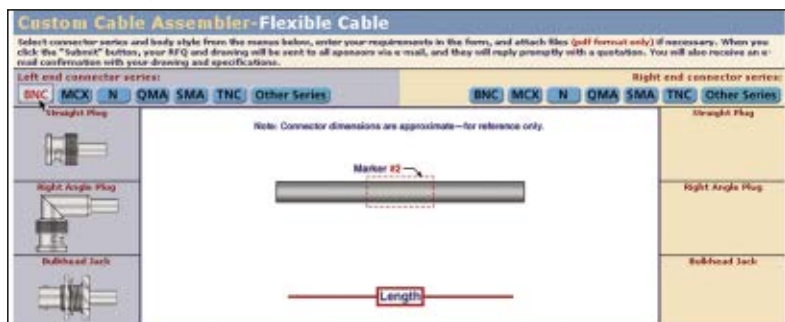 Custom Cable Assembler-Flexible Cable
Select connector series and body style from the menus below, enter your requirements in the form, and attach files (pdf format only) if necessary. When you
click the "Submit" button, your RFQ and drawing will be sent to all sponsors via e-mail, and they will reply promptly with a quotation. You will also receive an e-
mail confirmation with your drawing and specifications.
Left end connector series:
Right end connector series:
BNC MCX N QMA SMA TNC Other Series
BNC MCX N QMA SMA TNC Other Series
Straight Plug
Straight Plug
Note: Connector dimensions are approximate—for reference only.
Marker #2
Right Angle Plug
Right Angle Plug
Bulkhead Jack
Bulkhead Jack
Length